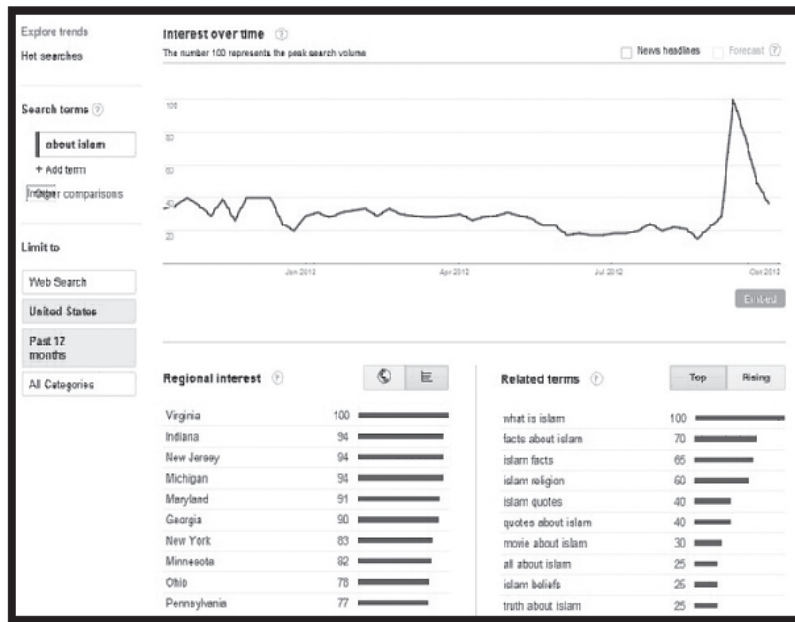 Explore trends
Hot searches
Search terms ?
about islam
+ Add term
comparisons
Limit to
Web Search
United States
Past 12
months
All Categories
Interest over time ?
The number 100 represents the peak search volume
News headlines
Forecast ?
100
80
60
40
20
Jan 2012
Apr 2012
Jul 2012
Oct 2012
Embed
Regional interest ?
Virginia 100
Indiana 94
New Jersey 94
Michigan 94
Maryland 91
Georgia 90
New York 83
Minnesota 82
Ohio 78
Pennsylvania 77
Related terms ?
Top Rising
what is islam 100
facts about islam 70
islam facts 65
islam religion 60
islam quotes 40
quotes about islam 40
movie about islam 30
all about islam 25
islam beliefs 25
truth about islam 25